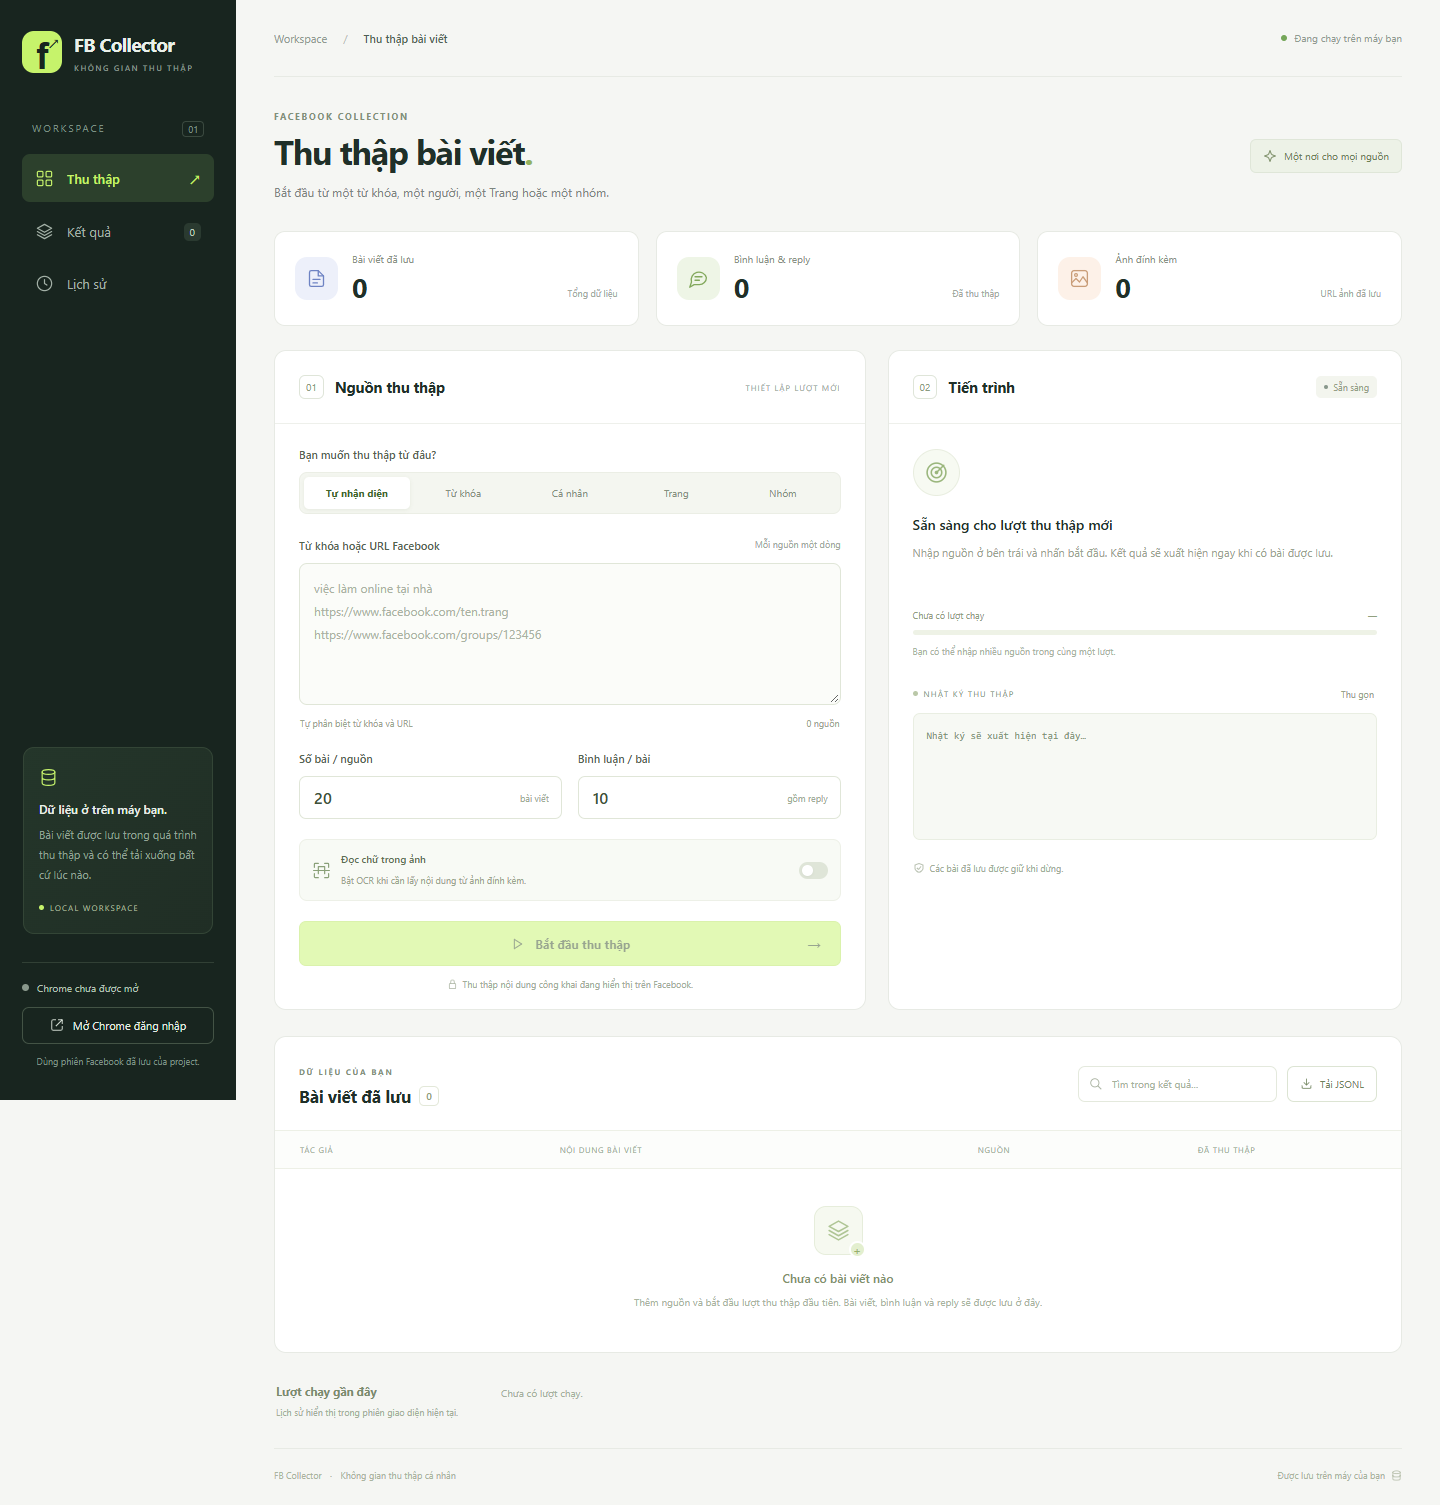 FB Collector
KHÔNG GIAN THU THẬP
WORKSPACE 01
Thu thập ↗
Kết quả 0
Lịch sử
Dữ liệu ở trên máy bạn.
Bài viết được lưu trong quá trình
thu thập và có thể tải xuống bất
cứ lúc nào.
LOCAL WORKSPACE
Chrome chưa được mở
Mở Chrome đăng nhập
Dùng phiên Facebook đã lưu của project.
Workspace / Thu thập bài viết
Đang chạy trên máy bạn
FACEBOOK COLLECTION
Thu thập bài viết.
Bắt đầu từ một từ khóa, một người, một Trang hoặc một nhóm.
Một nơi cho mọi nguồn
Bài viết đã lưu
0 Tổng dữ liệu
Bình luận & reply
0 Đã thu thập
Ảnh đính kèm
0 URL ảnh đã lưu
01 Nguồn thu thập THIẾT LẬP LƯỢT MỚI
Bạn muốn thu thập từ đâu?
Tự nhận diện Từ khóa Cá nhân Trang Nhóm
Từ khóa hoặc URL Facebook Mỗi nguồn một dòng
việc làm online tại nhà
https://www.facebook.com/ten.trang
https://www.facebook.com/groups/123456
Tự phân biệt từ khóa và URL 0 nguồn
Số bài / nguồn Bình luận / bài
20 bài viết 10 gồm reply
Đọc chữ trong ảnh
Bật OCR khi cần lấy nội dung từ ảnh đính kèm.
Bắt đầu thu thập →
Thu thập nội dung công khai đang hiển thị trên Facebook.
02 Tiến trình Sẵn sàng
Sẵn sàng cho lượt thu thập mới
Nhập nguồn ở bên trái và nhấn bắt đầu. Kết quả sẽ xuất hiện ngay khi có bài được lưu.
Chưa có lượt chạy —
Bạn có thể nhập nhiều nguồn trong cùng một lượt.
NHẬT KÝ THU THẬP Thu gọn
Nhật ký sẽ xuất hiện tại đây…
Các bài đã lưu được giữ khi dừng.
DỮ LIỆU CỦA BẠN
Bài viết đã lưu 0
Tìm trong kết quả... Tải JSONL
TÁC GIẢ NỘI DUNG BÀI VIẾT NGUỒN ĐÃ THU THẬP
Chưa có bài viết nào
Thêm nguồn và bắt đầu lượt thu thập đầu tiên. Bài viết, bình luận và reply sẽ được lưu ở đây.
Lượt chạy gần đây Chưa có lượt chạy.
Lịch sử hiển thị trong phiên giao diện hiện tại.
FB Collector · Không gian thu thập cá nhân
Được lưu trên máy của bạn